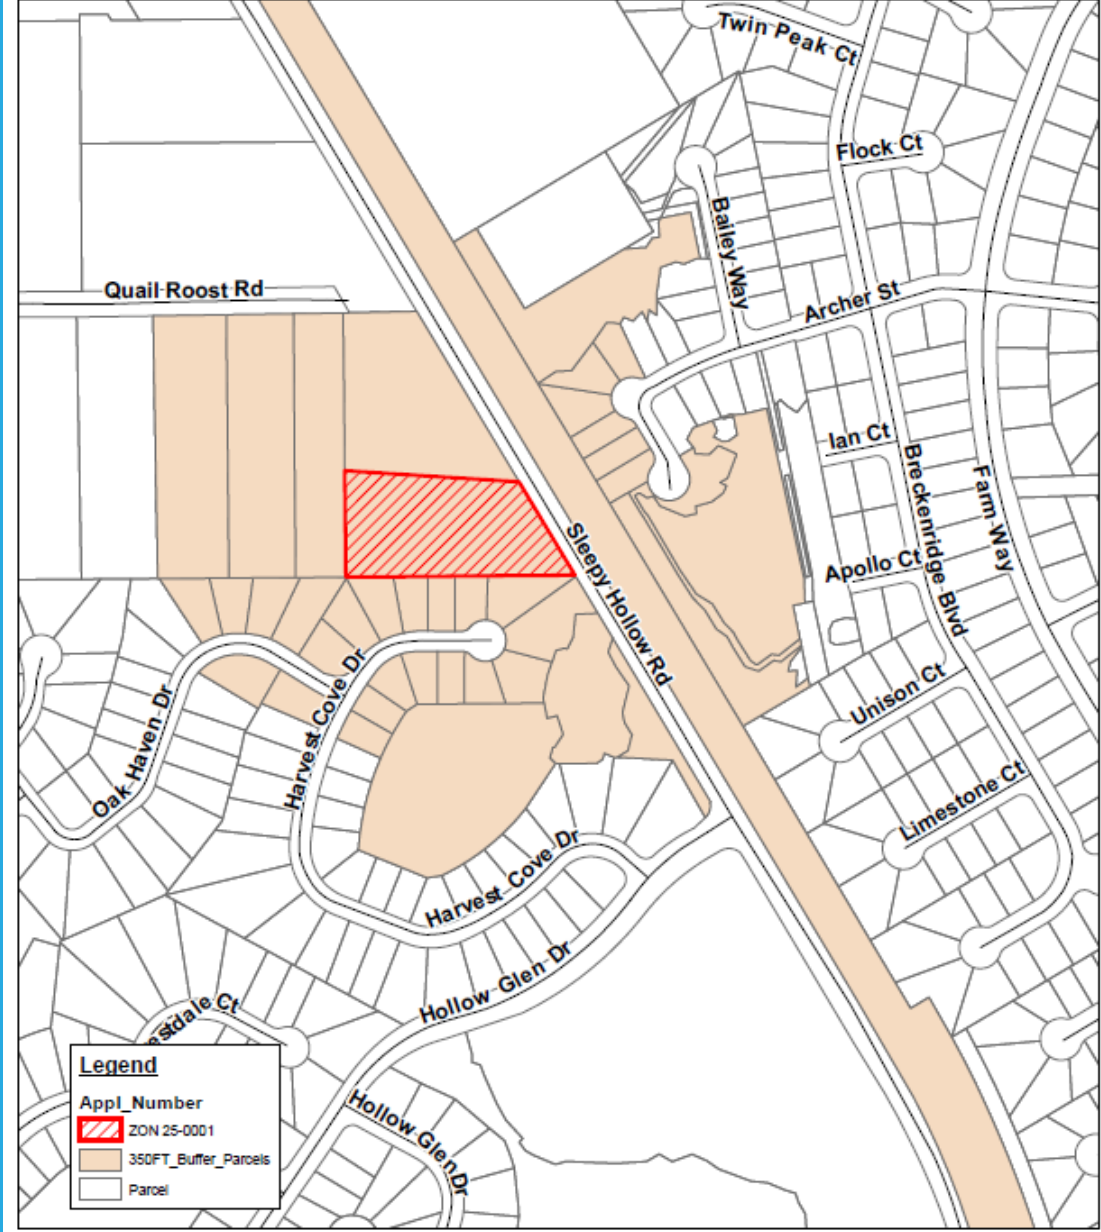 Twin Peak Ct
Flock Ct
Bailey Way
Quail Roost Rd
Archer St
Ian Ct
Breckenridge Blvd
Farm Way
Sleepy Hollow Rd
Apollo Ct
Unison Ct
Harvest Cove Dr
Oak Haven Dr
Limestone Ct
Harvest Cove Dr
Hollow Glen Dr
estdale Ct
Hollow Glen Dr
Legend
Appl_Number
ZON 25-0001
350FT_Buffer_Parcels
Parcel